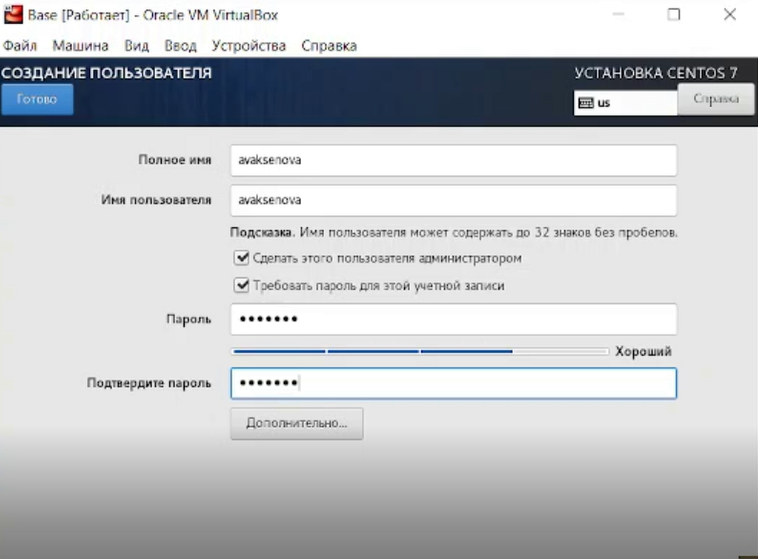 Base [Работает] - Oracle VM VirtualBox
Файл Машина Вид Ввод Устройства Справка
СОЗДАНИЕ ПОЛЬЗОВАТЕЛЯ УСТАНОВКА CENTOS 7
Готово us Справка
Полное имя avaksenova
Имя пользователя avaksenova
Подсказка. Имя пользователя может содержать до 32 знаков без пробелов.
Сделать этого пользователя администратором
Требовать пароль для этой учетной записи
Пароль •••••••
Хороший
Подтвердите пароль •••••••
Дополнительно...